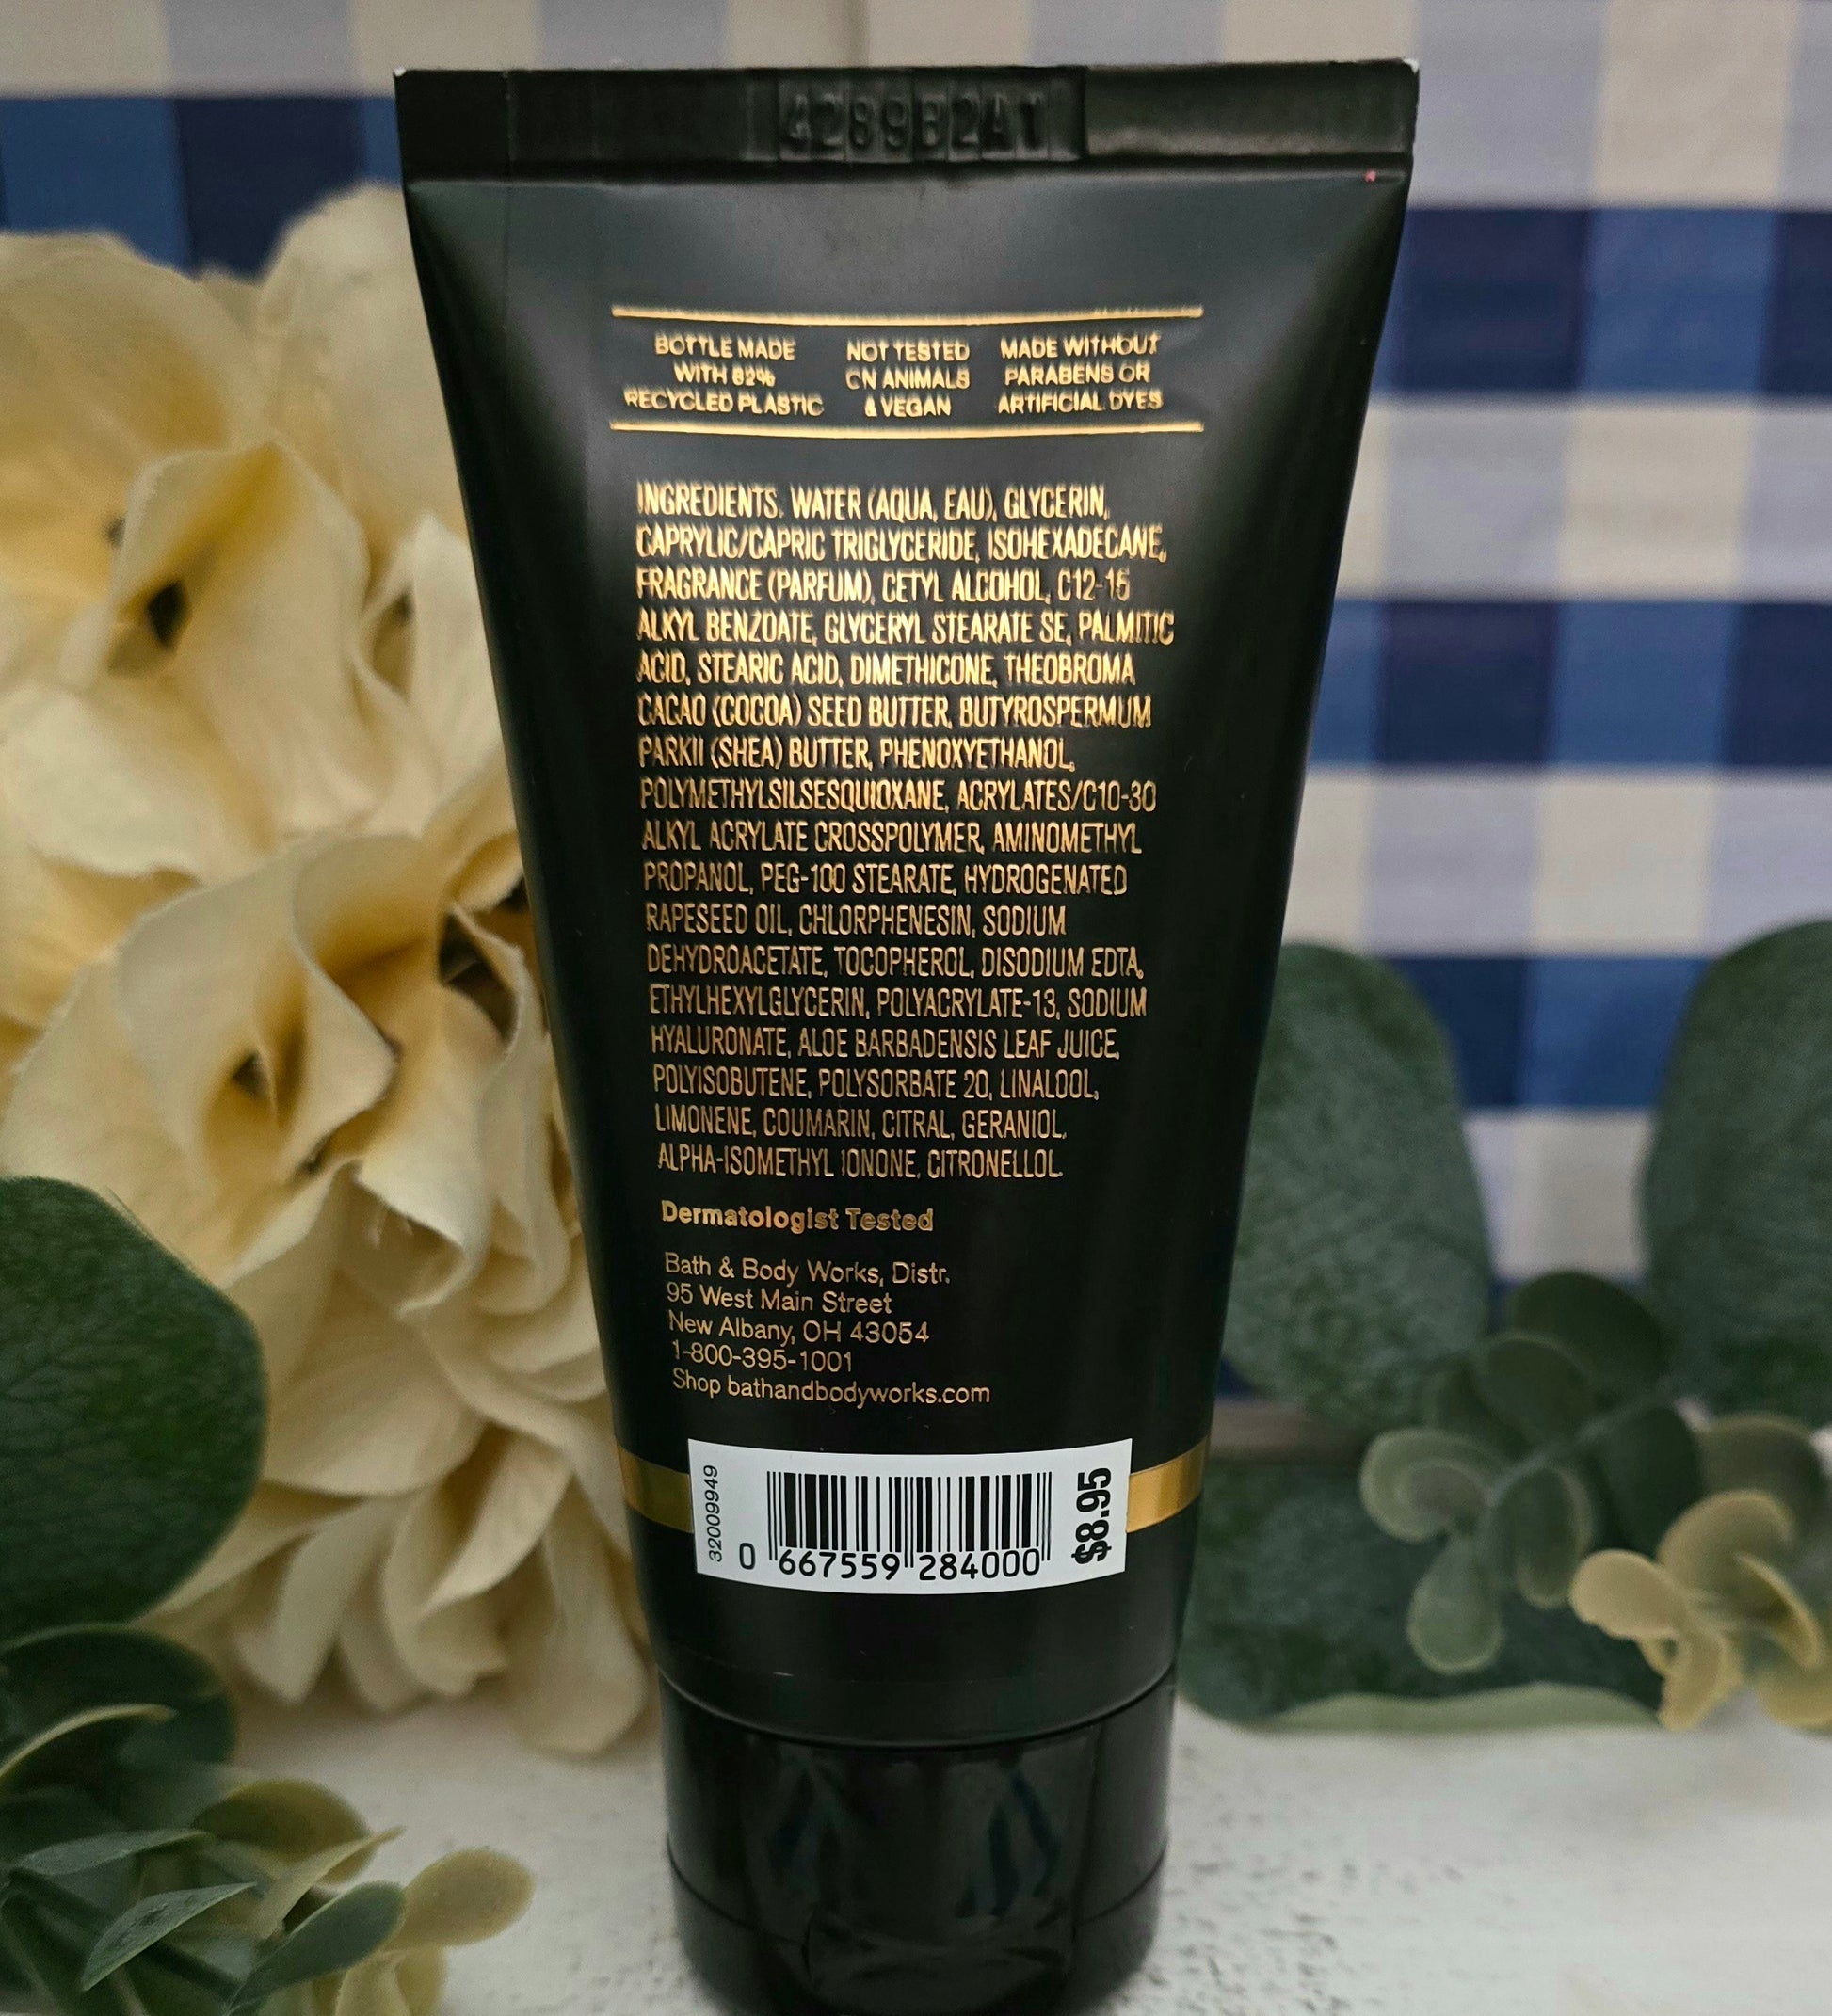 4289B2A1
BOTTLE MADE
WITH 82%
RECYCLED PLASTIC
NOT TESTED
ON ANIMALS
& VEGAN
MADE WITHOUT
PARABENS OR
ARTIFICIAL DYES
INGREDIENTS: WATER (AQUA, EAU), GLYCERIN,
CAPRYLIC/CAPRIC TRIGLYCERIDE, ISOHEXADECANE,
FRAGRANCE (PARFUM), CETYL ALCOHOL, C12-15
ALKYL BENZOATE, GLYCERYL STEARATE SE, PALMITIC
ACID, STEARIC ACID, DIMETHICONE, THEOBROMA
CACAO (COCOA) SEED BUTTER, BUTYROSPERMUM
PARKII (SHEA) BUTTER, PHENOXYETHANOL,
POLYMETHYLSILSESQUIOXANE, ACRYLATES/C10-30
ALKYL ACRYLATE CROSSPOLYMER, AMINOMETHYL
PROPANOL, PEG-100 STEARATE, HYDROGENATED
RAPESEED OIL, CHLORPHENESIN, SODIUM
DEHYDROACETATE, TOCOPHEROL, DISODIUM EDTA,
ETHYLHEXYLGLYCERIN, POLYACRYLATE-13, SODIUM
HYALURONATE, ALOE BARBADENSIS LEAF JUICE,
POLYISOBUTENE, POLYSORBATE 20, LINALOOL,
LIMONENE, COUMARIN, CITRAL, GERANIOL,
ALPHA-ISOMETHYL IONONE, CITRONELLOL.
Dermatologist Tested
Bath & Body Works, Distr.
95 West Main Street
New Albany, OH 43054
1-800-395-1001
Shop bathandbodyworks.com
32009949
0 667559 284000
$8.95